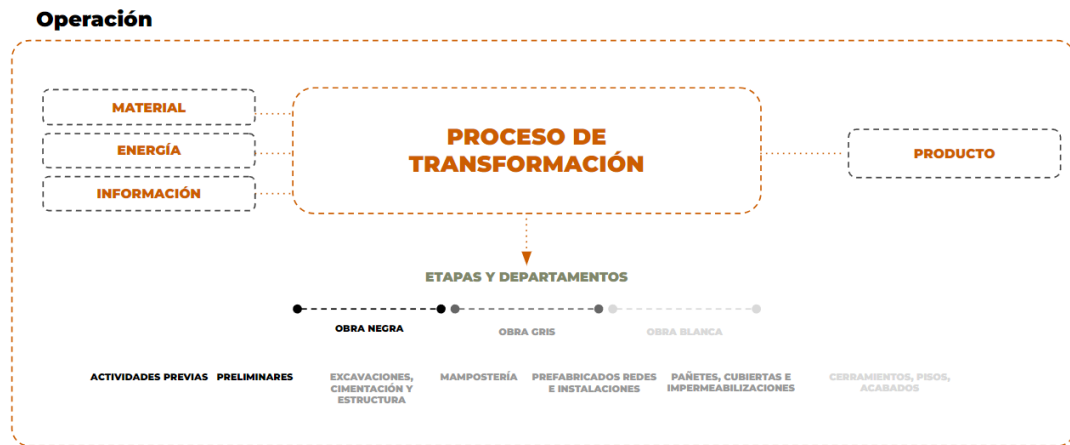 Operación
MATERIAL
ENERGÍA
INFORMACIÓN
PROCESO DE
TRANSFORMACIÓN
PRODUCTO
ETAPAS Y DEPARTAMENTOS
OBRA NEGRA
OBRA GRIS
OBRA BLANCA
ACTIVIDADES PREVIAS
PRELIMINARES
EXCAVACIONES,
CIMENTACIÓN Y
ESTRUCTURA
MAMPOSTERÍA
PREFABRICADOS REDES
E INSTALACIONES
PAÑETES, CUBIERTAS E
IMPERMEABILIZACIONES
CERRAMIENTOS, PISOS,
ACABADOS